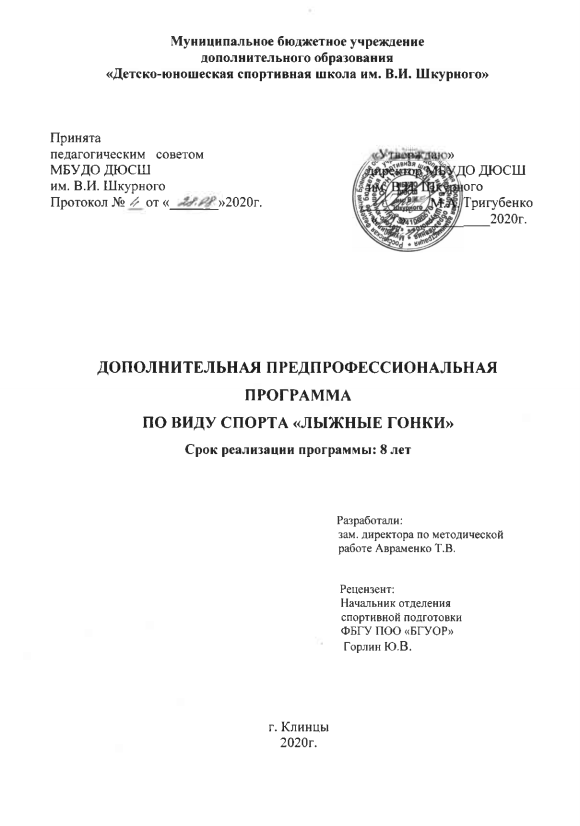 Муниципальное бюджетное учреждение
дополнительного образования
«Детско-юношеская спортивная школа им. В.И. Шкурного»
Принята
педагогическим советом
МБУДО ДЮСШ
им. В.И. Шкурного
Протокол № от «28.08»2020г.
«Утверждаю»
директор МБУДО ДЮСШ
им. В.И. Шкурного
М.А. Тригубенко
2020г.
ДОПОЛНИТЕЛЬНАЯ ПРЕДПРОФЕССИОНАЛЬНАЯ
ПРОГРАММА
ПО ВИДУ СПОРТА «ЛЫЖНЫЕ ГОНКИ»
Срок реализации программы: 8 лет
Разработали:
зам. директора по методической
работе Авраменко Т.В.
Рецензент:
Начальник отделения
спортивной подготовки
ФБГУ ПОО «БГУОР»
Горлин Ю.В.
г. Клинцы
2020г.